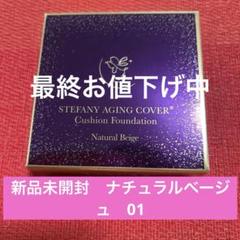 最終お値下げ中
STEFANY AGING COVER®
Cushion Foundation
Natural Beige
新品未開封　ナチュラルベージ
ュ　01